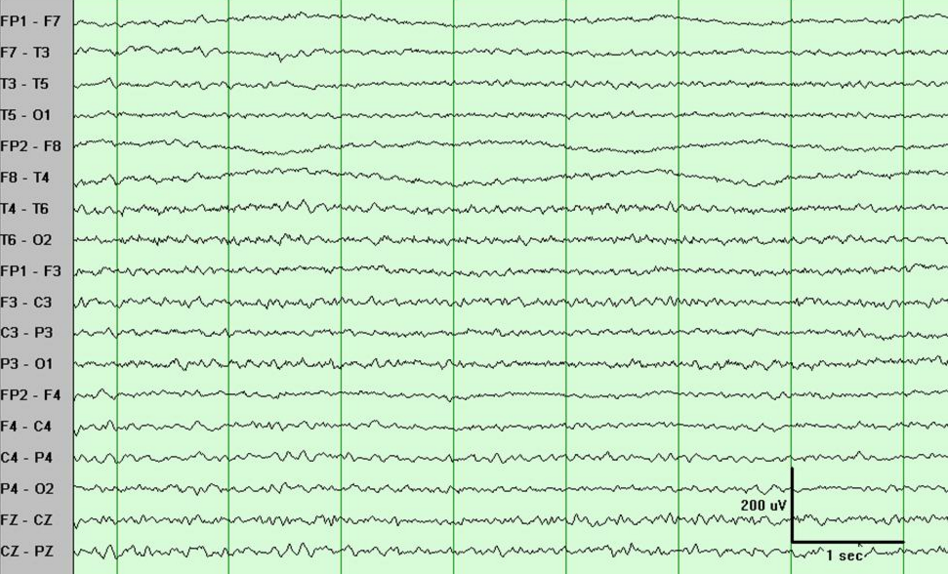 FP1 - F7
F7 - T3
T3 - T5
T5 - O1
FP2 - F8
F8 - T4
T4 - T6
T6 - O2
FP1 - F3
F3 - C3
C3 - P3
P3 - O1
FP2 - F4
F4 - C4
C4 - P4
P4 - O2
200 uV
FZ - CZ
CZ - PZ
1 sec